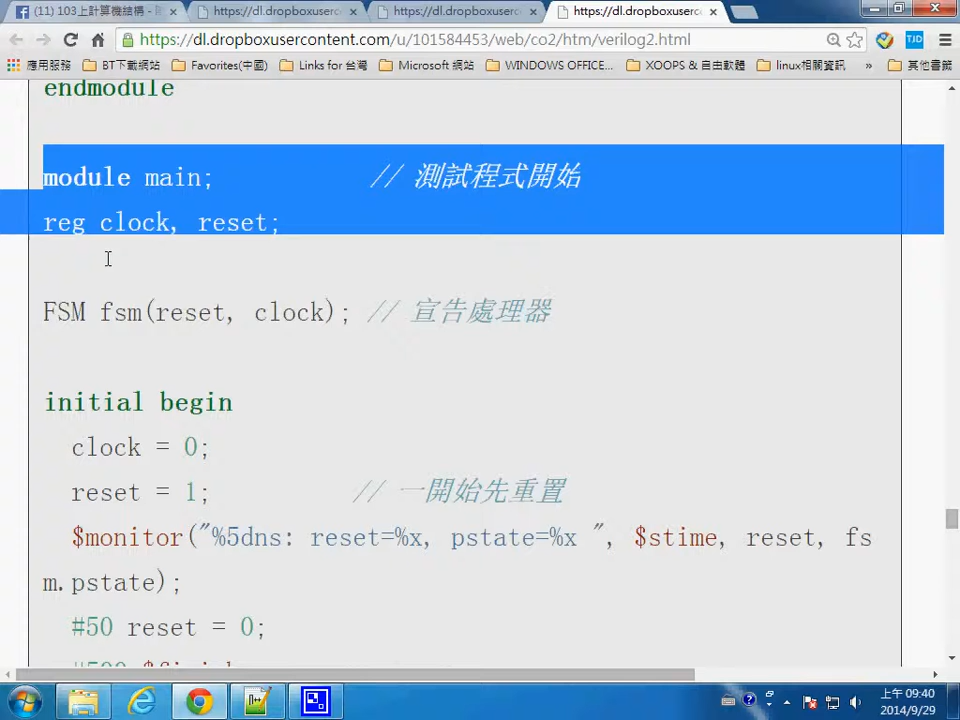 (11) 103上計算機結構 -
https://dl.dropboxuserc
https://dl.dropboxuserc
https://dl.dropboxuserc
https://dl.dropboxusercontent.com/u/101584453/web/co2/htm/verilog2.html
TJD
應用服務
BT下載網站
Favorites(中國)
Links for 台灣
Microsoft 網站
WINDOWS OFFICE...
XOOPS & 自由軟體
linux相關資訊
»
其他書籤
endmodule
module main; // 測試程式開始
reg clock, reset;
FSM fsm(reset, clock); // 宣告處理器
initial begin
clock = 0;
reset = 1; // 一開始先重置
$monitor("%5dns: reset=%x, pstate=%x ", $stime, reset, fs
m.pstate);
#50 reset = 0;
上午 09:40
2014/9/29